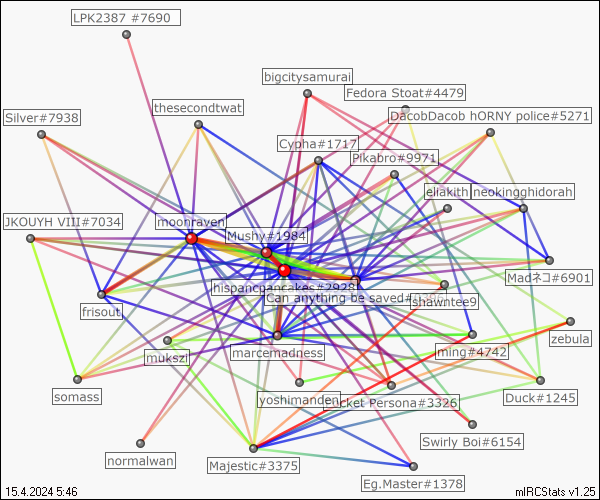 LPK2387 #7690
bigcitysamurai
Fedora Stoat#4479
thesecondtwat
Silver#7938
DacobDacob hORNY police#5271
Cypha#1717
Pikabro#9971
eliakith
neokingghidorah
JKOUYH VIII#7034
moonraven
Mushy#1984
Madネコ#6901
hispancpancakes#2928
Can anything be saved
shawntee9
frisout
mukszi
marcemadness
ming#4742
zebula
somass
yoshimanden
cket Persona#3326
Duck#1245
Swirly Boi#6154
normalwan
Majestic#3375
Eg.Master#1378
15.4.2024 5:46
mIRCStats v1.25